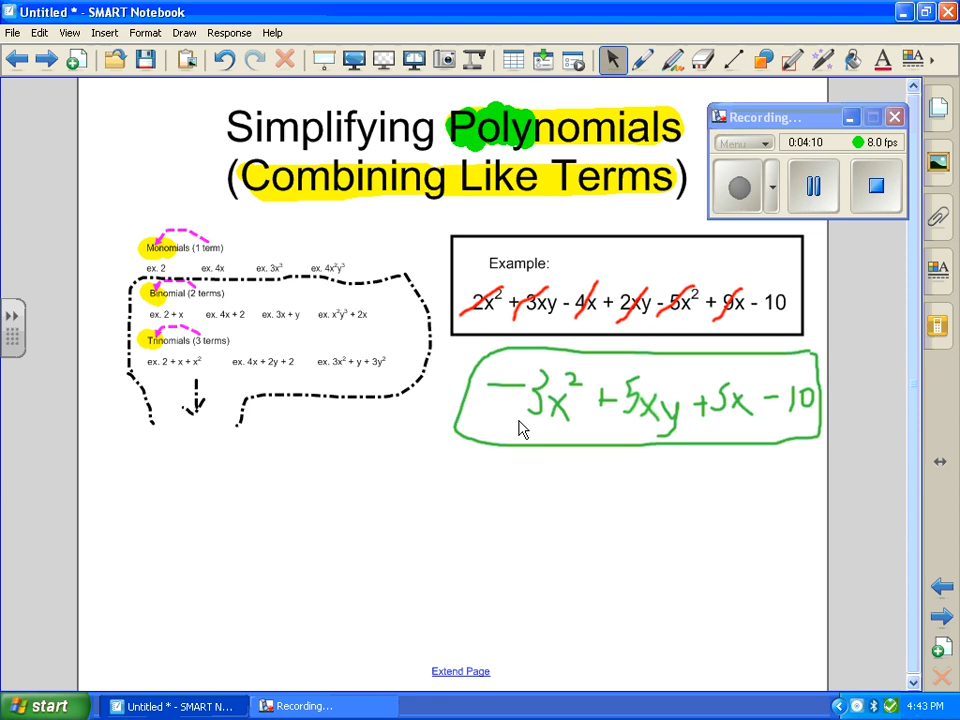 Untitled * - SMART Notebook
File Edit View Insert Format Draw Response Help
Simplifying Polynomials
(Combining Like Terms)
Recording...
Menu
0:04:10
8.0 fps
Monomials (1 term)
ex. 2 ex. 4x ex. 3x³ ex. 4x²y³
Binomial (2 terms)
ex. 2 + x ex. 4x + 2 ex. 3x + y ex. x²y³ + 2x
Trinomials (3 terms)
ex. 2 + x + x² ex. 4x + 2y + 2 ex. 3x² + y + 3y²
Example:
2x² + 3xy - 4x + 2xy - 5x² + 9x - 10
- 3x² + 5xy + 5x - 10
Extend Page
start
Untitled * - SMART N...
Recording...
4:43 PM